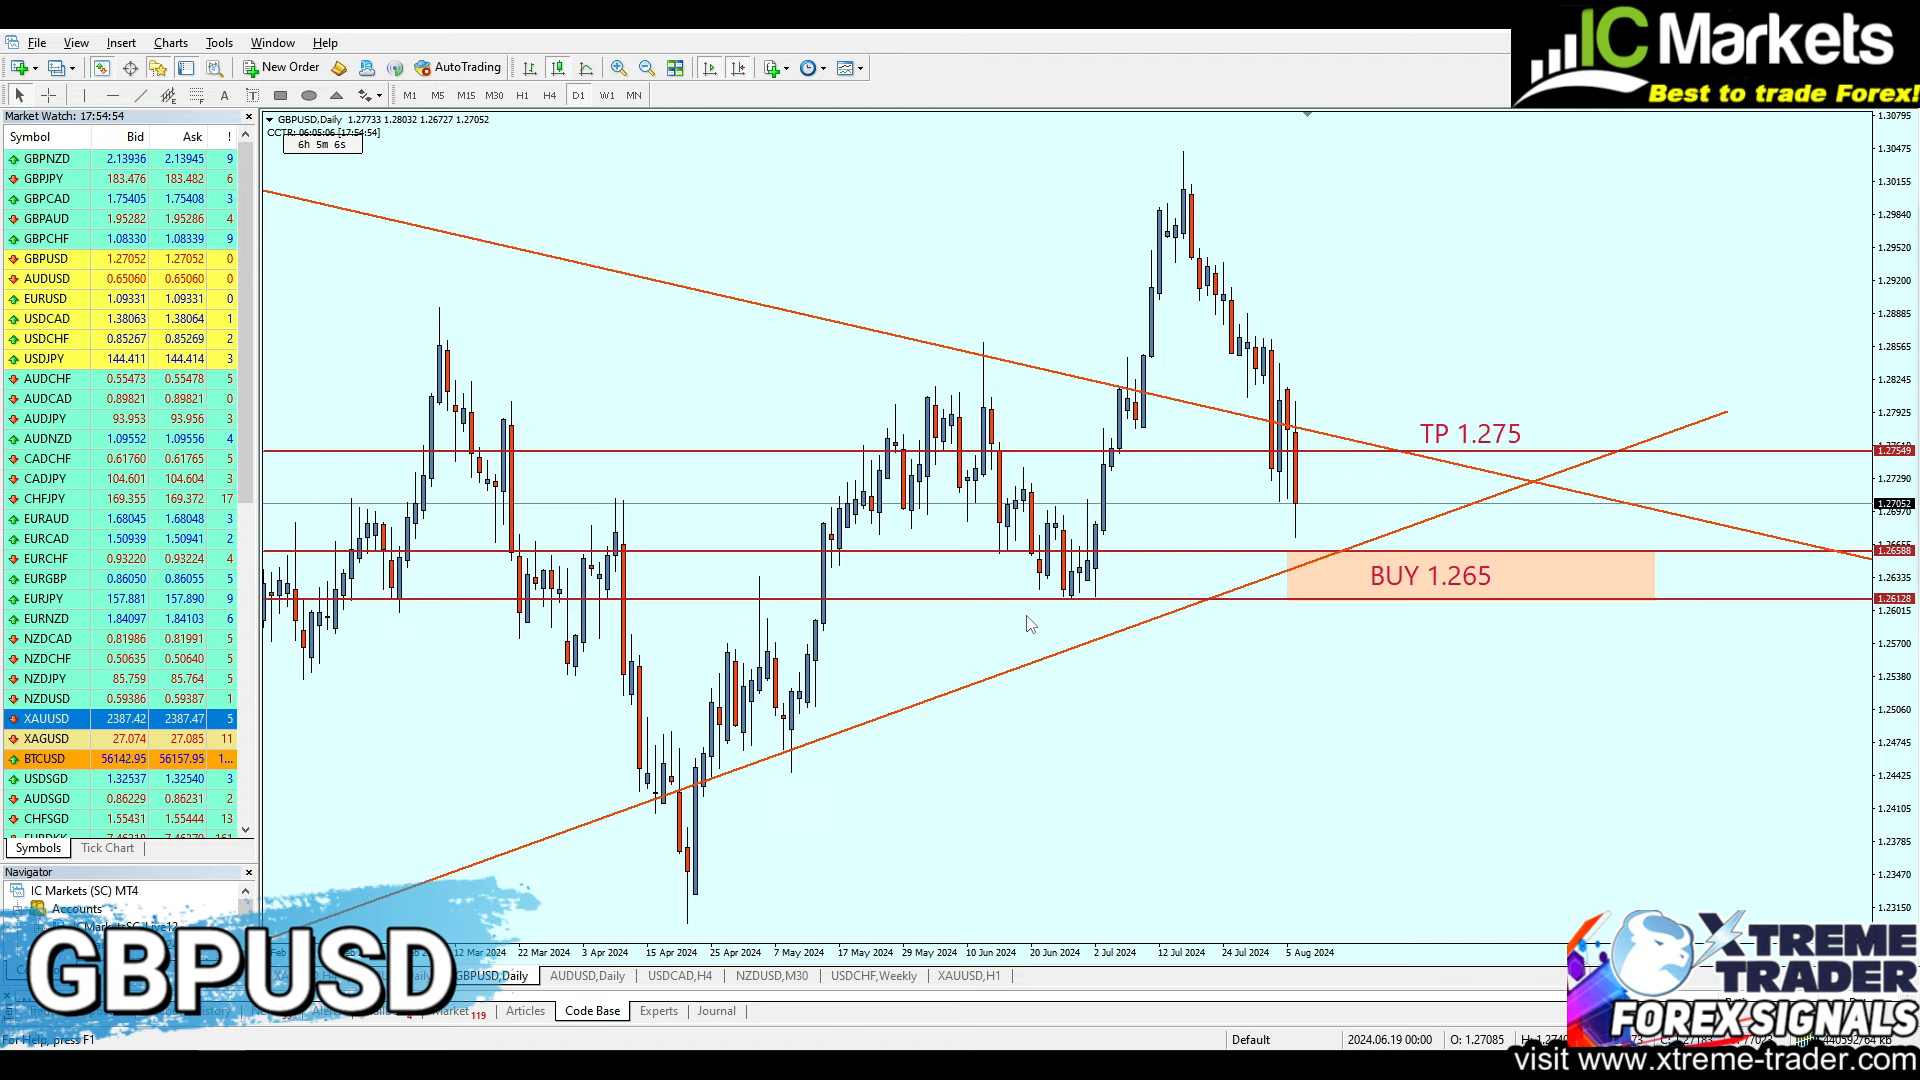 IC Markets
Best to trade Forex!
File View Insert Charts Tools Window Help
New Order AutoTrading
A T M1 M5 M15 M30 H1 H4 D1 W1 MN
Market Watch: 17:54:54
Symbol Bid Ask !
GBPNZD 2.13936 2.13945 9
GBPJPY 183.476 183.482 6
GBPCAD 1.75405 1.75408 3
GBPAUD 1.95282 1.95286 4
GBPCHF 1.08330 1.08339 9
GBPUSD 1.27052 1.27052 0
AUDUSD 0.65060 0.65060 0
EURUSD 1.09331 1.09331 0
USDCAD 1.38063 1.38064 1
USDCHF 0.85267 0.85269 2
USDJPY 144.411 144.414 3
AUDCHF 0.55473 0.55478 5
AUDCAD 0.89821 0.89821 0
AUDJPY 93.953 93.956 3
AUDNZD 1.09552 1.09556 4
CADCHF 0.61760 0.61765 5
CADJPY 104.601 104.604 3
CHFJPY 169.355 169.372 17
EURAUD 1.68045 1.68048 3
EURCAD 1.50939 1.50941 2
EURCHF 0.93220 0.93224 4
EURGBP 0.86050 0.86055 5
EURJPY 157.881 157.890 9
EURNZD 1.84097 1.84103 6
NZDCAD 0.81986 0.81991 5
NZDCHF 0.50635 0.50640 5
NZDJPY 85.759 85.764 5
NZDUSD 0.59386 0.59387 1
XAUUSD 2387.42 2387.47 5
XAGUSD 27.074 27.085 11
BTCUSD 56142.95 56157.95 1...
USDSGD 1.32537 1.32540 3
AUDSGD 0.86229 0.86231 2
CHFSGD 1.55431 1.55444 13
Symbols Tick Chart
Navigator
IC Markets (SC) MT4
Accounts
GBPUSD,Daily 1.27733 1.28032 1.26727 1.27052
CCTR: 06:05:06 [17:54:54]
6h 5m 6s
TP 1.275
BUY 1.265
1.30795
1.30475
1.30155
1.29840
1.29520
1.29200
1.28885
1.28565
1.28245
1.27925
1.27549
1.27290
1.27052
1.26970
1.26588
1.26335
1.26128
1.26015
1.25700
1.25380
1.25060
1.24745
1.24425
1.24105
1.23785
1.23470
1.23150
12 Mar 2024 22 Mar 2024 3 Apr 2024 15 Apr 2024 25 Apr 2024 7 May 2024 17 May 2024 29 May 2024 10 Jun 2024 20 Jun 2024 2 Jul 2024 12 Jul 2024 24 Jul 2024 5 Aug 2024
GBPUSD,Daily AUDUSD,Daily USDCAD,H4 NZDUSD,M30 USDCHF,Weekly XAUUSD,H1
Market 119 Articles Code Base Experts Journal
For Help, press F1 Default 2024.06.19 00:00 O: 1.27085
GBPUSD
XTREME
TRADER
FOREX SIGNALS
visit www.xtreme-trader.com